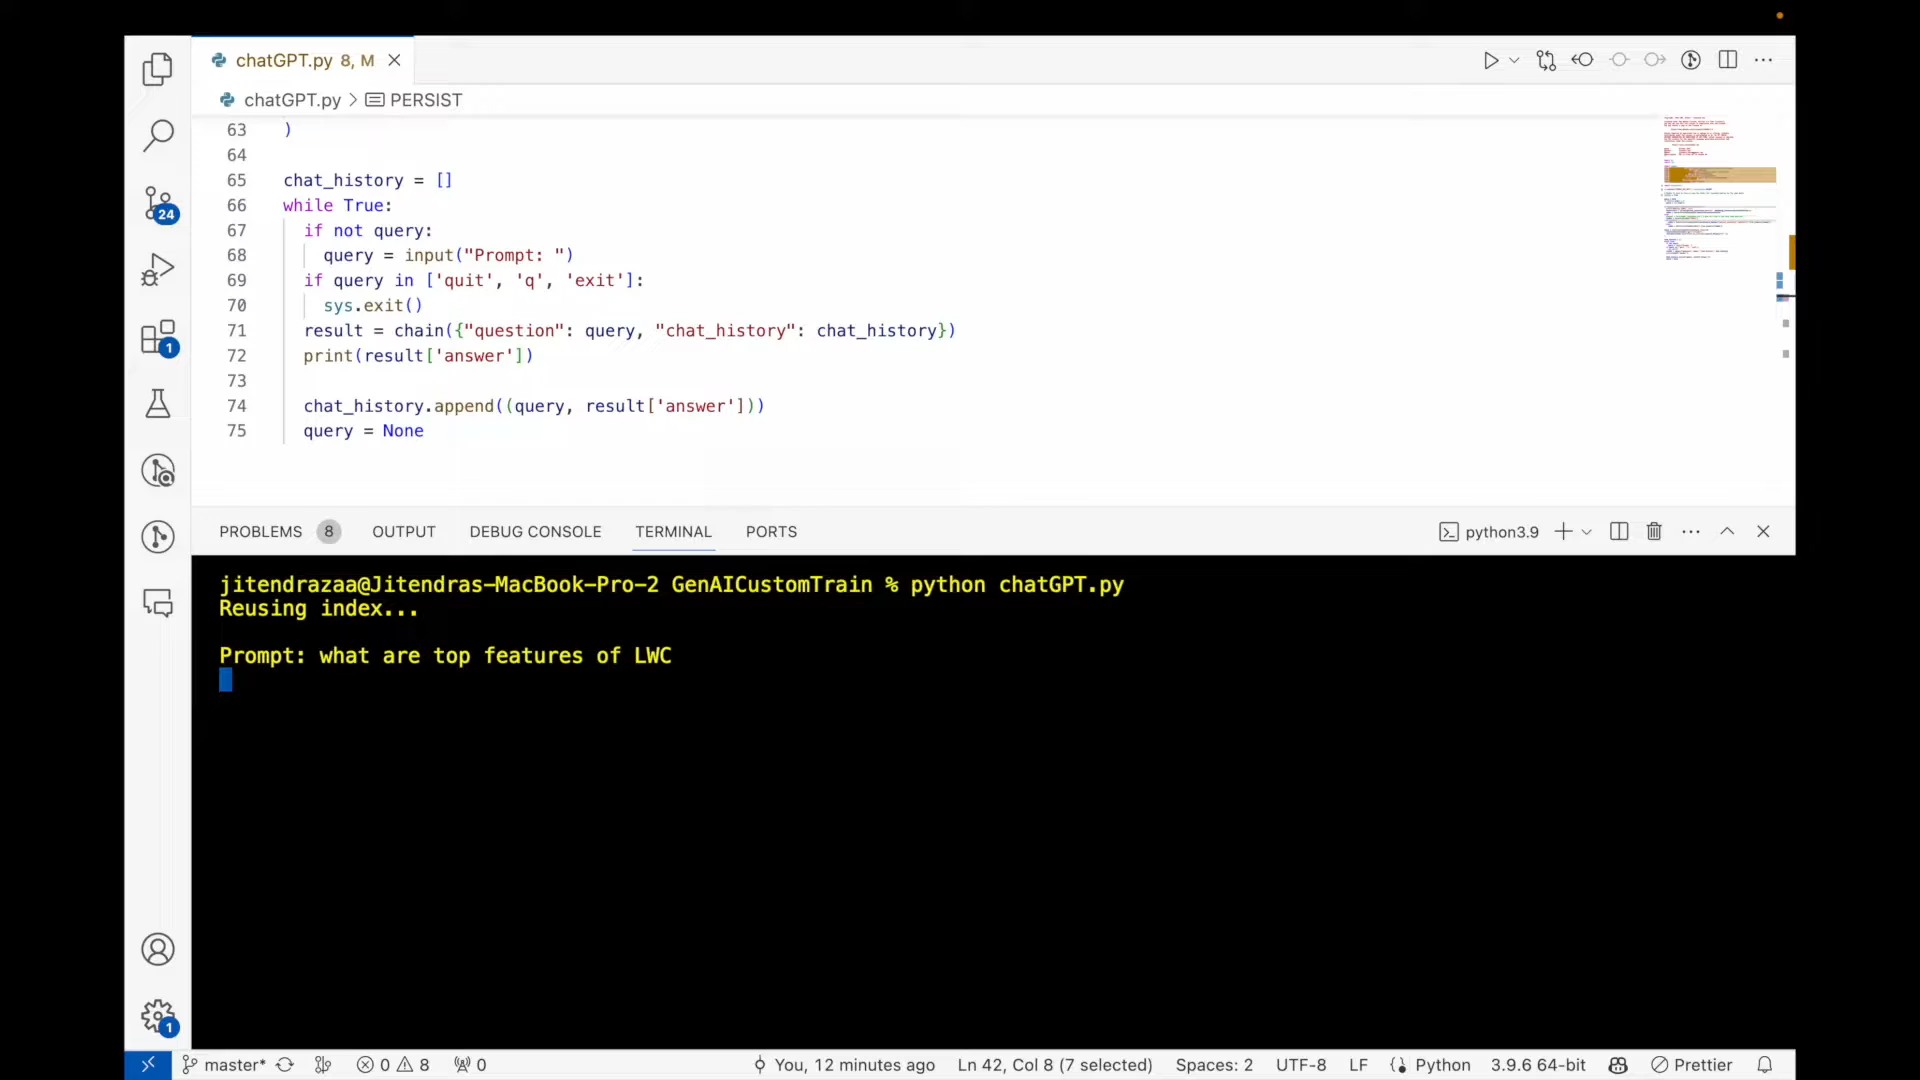 chatGPT.py 8, M
chatGPT.py > PERSIST
63 )
64
65 chat_history = []
66 while True:
67 if not query:
68 query = input("Prompt: ")
69 if query in ['quit', 'q', 'exit']:
70 sys.exit()
71 result = chain({"question": query, "chat_history": chat_history})
72 print(result['answer'])
73
74 chat_history.append((query, result['answer']))
75 query = None
24
1
PROBLEMS 8 OUTPUT DEBUG CONSOLE TERMINAL PORTS python3.9
jitendrazaa@Jitendras-MacBook-Pro-2 GenAICustomTrain % python chatGPT.py
Reusing index...
Prompt: what are top features of LWC
1
master* 0 8 0 You, 12 minutes ago Ln 42, Col 8 (7 selected) Spaces: 2 UTF-8 LF Python 3.9.6 64-bit Prettier